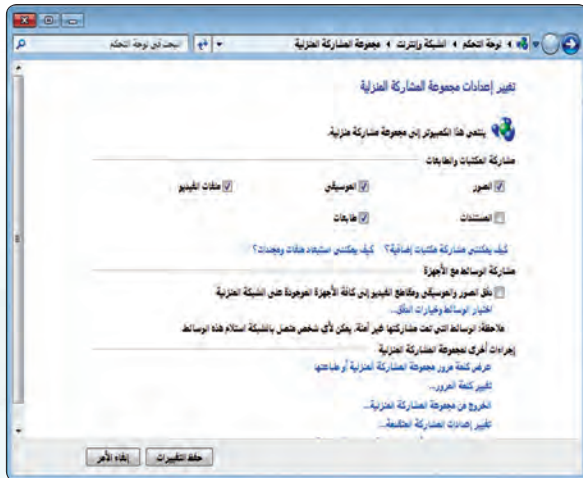 لوحة التحكم ◂ الشبكة وإنترنت ◂ مجموعة المشاركة المنزلية
البحث في لوحة التحكم
تغيير إعدادات مجموعة المشاركة المنزلية
ينتمي هذا الكمبيوتر إلى مجموعة مشاركة منزلية.
مشاركة المكتبات والطابعات
الصور الموسيقى ملفات الفيديو
المستندات طابعات
كيف يمكنني مشاركة مكتبات إضافية؟ كيف يمكنني استبعاد ملفات ومجلدات؟
مشاركة الوسائط مع الأجهزة
دفق الصور والموسيقى ومقاطع الفيديو إلى كافة الأجهزة الموجودة على الشبكة المنزلية
اختيار الوسائط وخيارات الدفق...
ملاحظة: الوسائط التي تمت مشاركتها غير آمنة. يمكن لأي شخص متصل بالشبكة استلام هذه الوسائط
إجراءات أخرى لمجموعة المشاركة المنزلية
عرض كلمة مرور مجموعة المشاركة المنزلية أو طباعتها
تغيير كلمة المرور...
الخروج من مجموعة المشاركة المنزلية...
تغيير إعدادات المشاركة المتقدمة...
حفظ التغييرات إلغاء الأمر